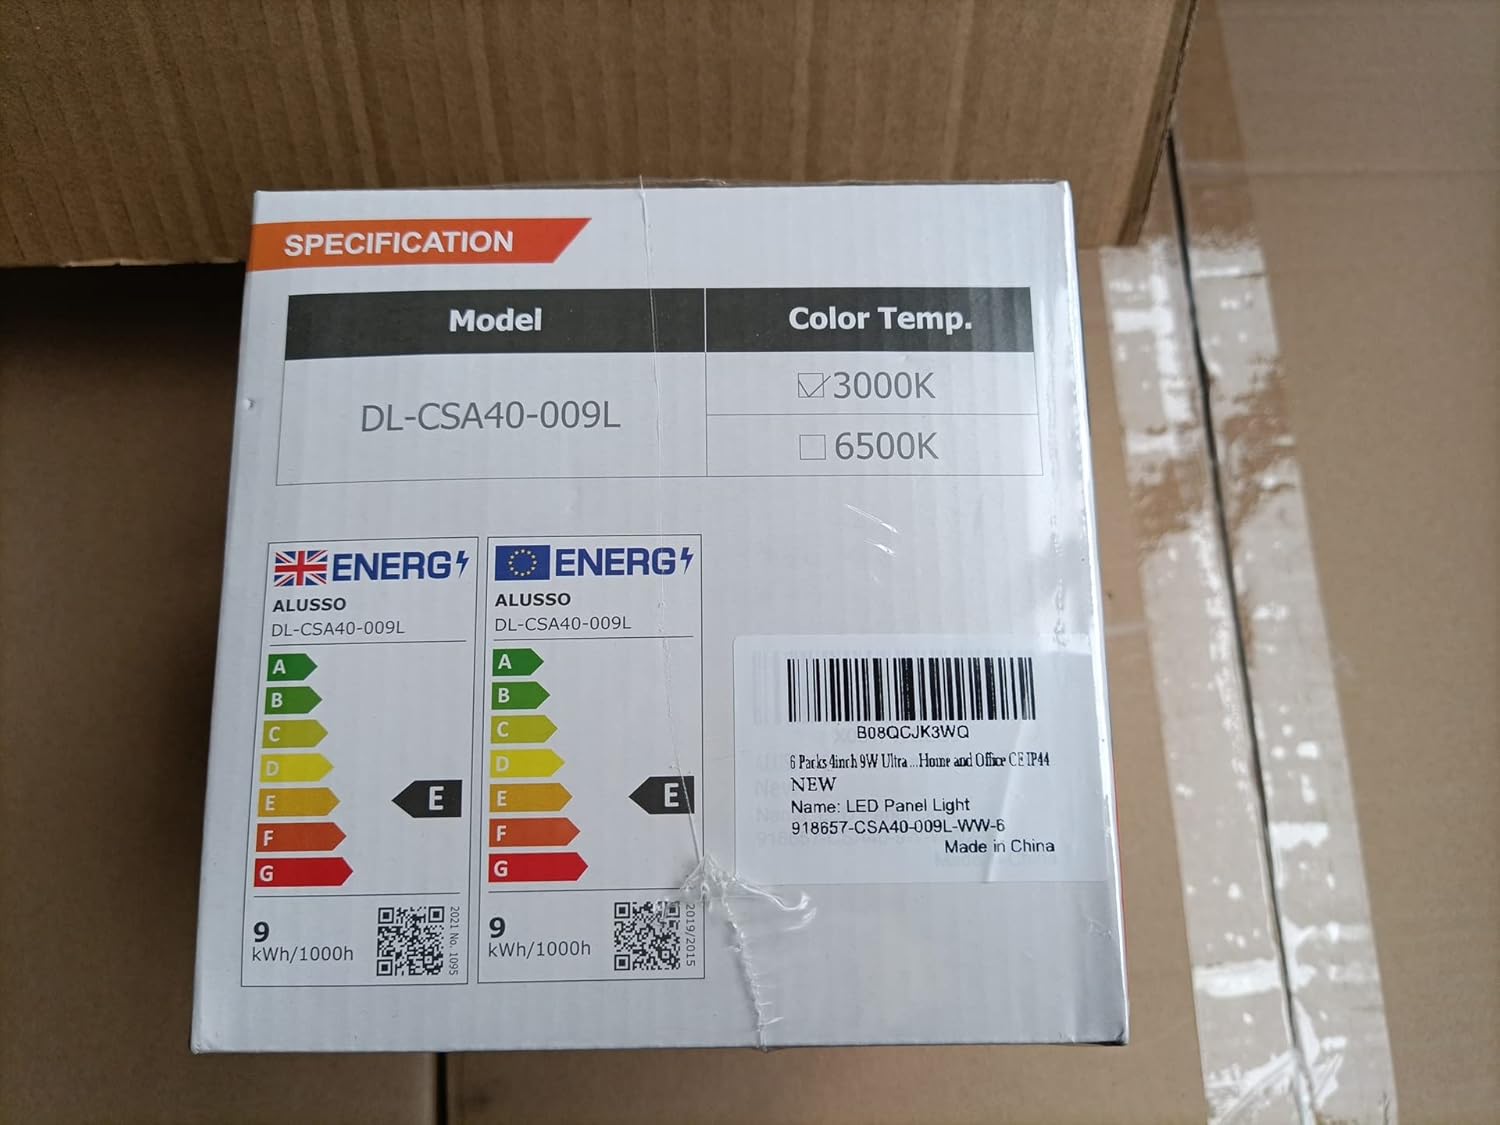 SPECIFICATION
Model
Color Temp.
DL-CSA40-009L
3000K
6500K
ENERG
ALUSSO
DL-CSA40-009L
A
B
C
D
E
F
G
E
9
kWh/1000h
2021 No. 1095
ENERG
ALUSSO
DL-CSA40-009L
A
B
C
D
E
F
G
E
9
kWh/1000h
2019/2015
B08QCJK3WQ
6 Packs 4inch 9W Ultra ...Home and Office CE IP44
NEW
Name: LED Panel Light
918657-CSA40-009L-WW-6
Made in China